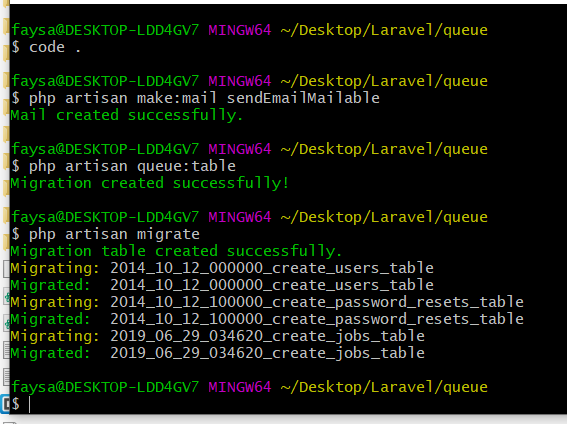 faysa@DESKTOP-LDD4GV7 MINGW64 ~/Desktop/Laravel/queue
$ code .
faysa@DESKTOP-LDD4GV7 MINGW64 ~/Desktop/Laravel/queue
$ php artisan make:mail sendEmailMailable
Mail created successfully.
faysa@DESKTOP-LDD4GV7 MINGW64 ~/Desktop/Laravel/queue
$ php artisan queue:table
Migration created successfully!
faysa@DESKTOP-LDD4GV7 MINGW64 ~/Desktop/Laravel/queue
$ php artisan migrate
Migration table created successfully.
Migrating: 2014_10_12_000000_create_users_table
Migrated:  2014_10_12_000000_create_users_table
Migrating: 2014_10_12_100000_create_password_resets_table
Migrated:  2014_10_12_100000_create_password_resets_table
Migrating: 2019_06_29_034620_create_jobs_table
Migrated:  2019_06_29_034620_create_jobs_table
faysa@DESKTOP-LDD4GV7 MINGW64 ~/Desktop/Laravel/queue
$